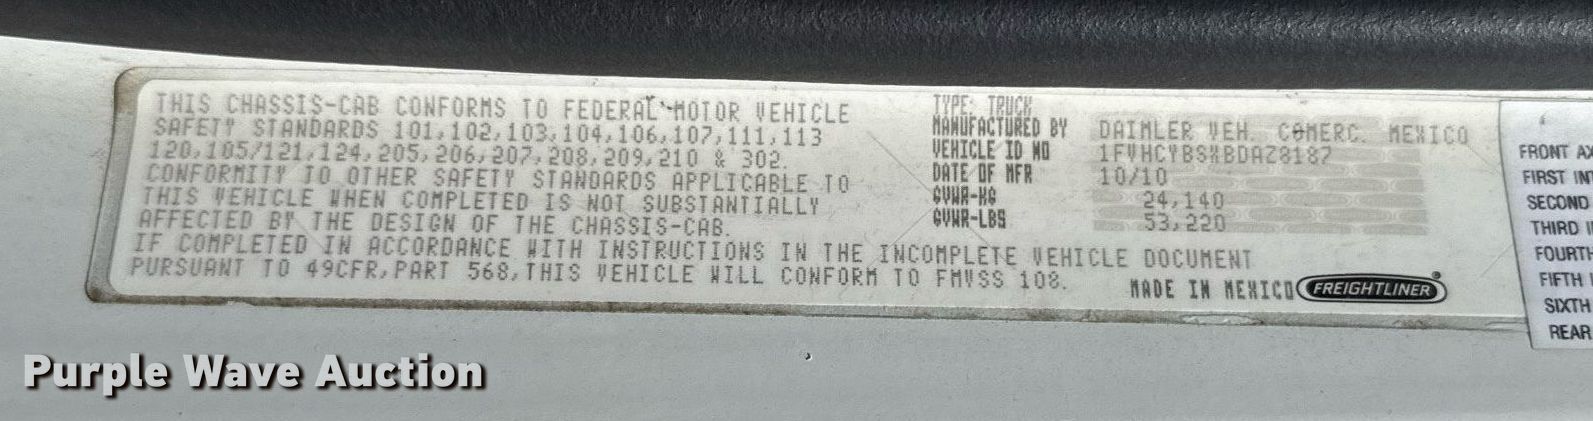 THIS CHASSIS-CAB CONFORMS TO FEDERAL MOTOR VEHICLE
SAFETY STANDARDS 101,102,103,104,106,107,111,113
120,105/121,124,205,206,207,208,209,210 & 302.
CONFORMITY TO OTHER SAFETY STANDARDS APPLICABLE TO
THIS VEHICLE WHEN COMPLETED IS NOT SUBSTANTIALLY
AFFECTED BY THE DESIGN OF THE CHASSIS-CAB.
IF COMPLETED IN ACCORDANCE WITH INSTRUCTIONS IN THE INCOMPLETE VEHICLE DOCUMENT
PURSUANT TO 49CFR,PART 568,THIS VEHICLE WILL CONFORM TO FMVSS 108.
TYPE: TRUCK
MANUFACTURED BY DAIMLER VEH. COMERC. MEXICO
VEHICLE ID NO 1FVHCYBSXBDAZ8187
DATE OF MFR 10/10
GVWR-KG 24,140
GVWR-LBS 53,220
MADE IN MEXICO FREIGHTLINER
FRONT AX
FIRST INT
SECOND
THIRD I
FOURTH
FIFTH I
SIXTH
REAR
Purple Wave Auction